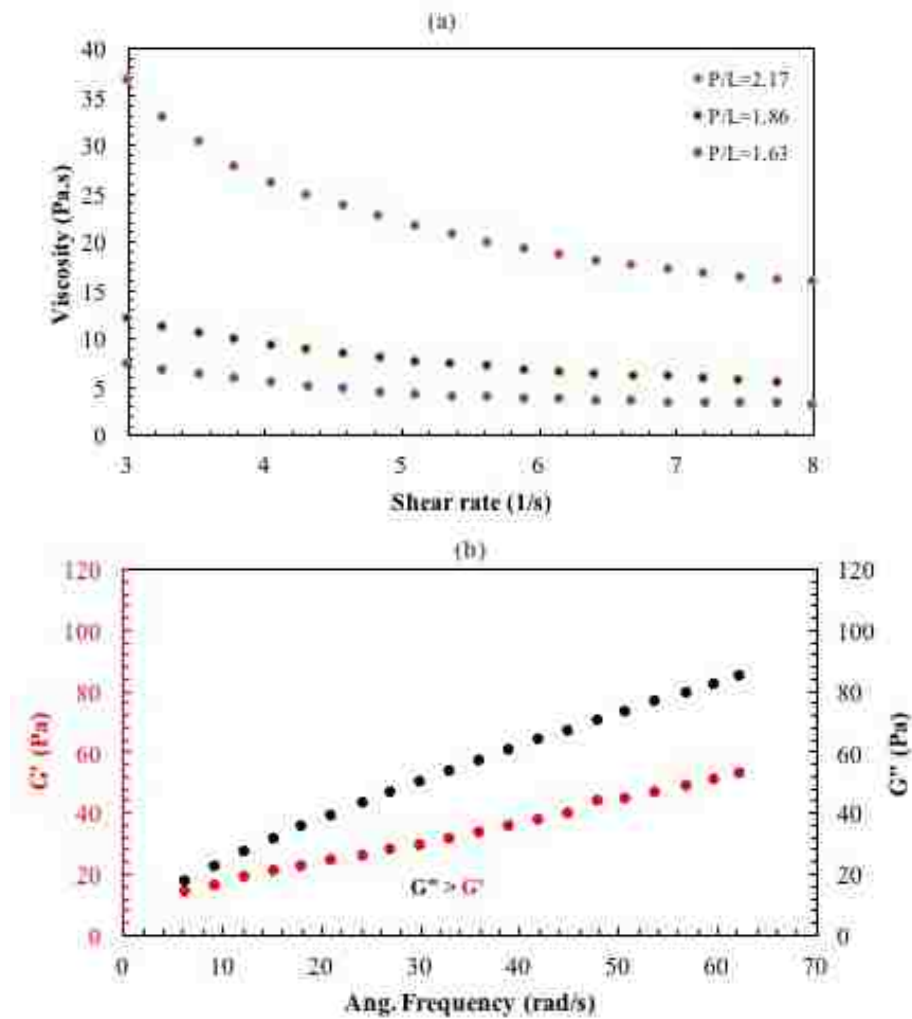 (a)
40
35
30
25
20
15
10
5
0
Viscosity (Pa.s)
P/L=2.17
P/L=1.86
P/L=1.63
3 4 5 6 7 8
Shear rate (1/s)
(b)
120 120
100 100
80 80
60 60
40 40
20 20
0 0
G' (Pa)
G" (Pa)
G" > G'
0 10 20 30 40 50 60 70
Ang. Frequency (rad/s)